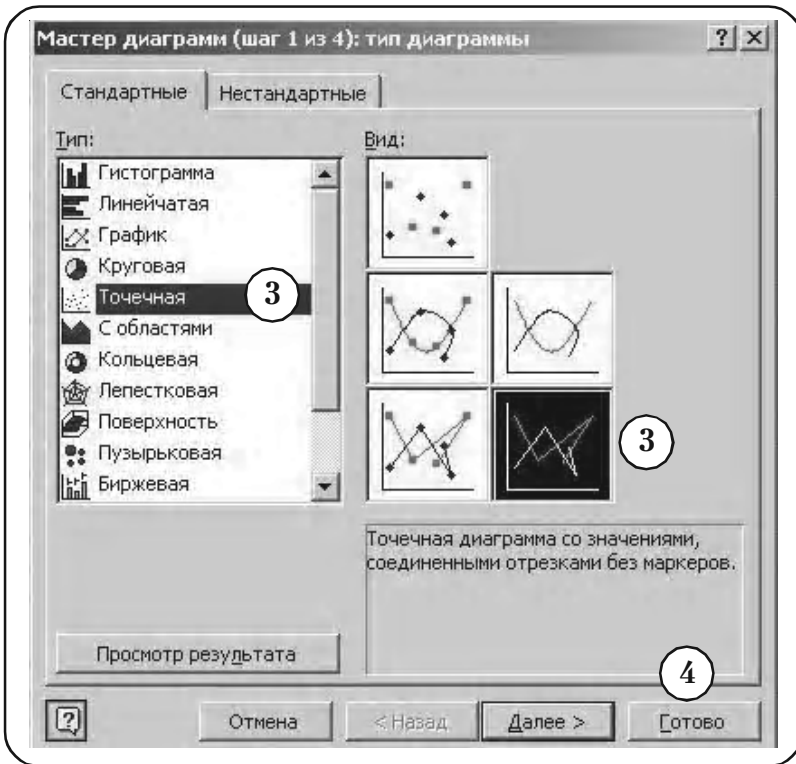 Мастер диаграмм (шаг 1 из 4): тип диаграммы
Стандартные Нестандартные
Тип: Вид:
Гистограмма
Линейчатая
График
Круговая
Точечная 3
С областями
Кольцевая
Лепестковая
Поверхность
Пузырьковая 3
Биржевая
Точечная диаграмма со значениями,
соединенными отрезками без маркеров.
Просмотр результата
4
Отмена < Назад Далее > Готово